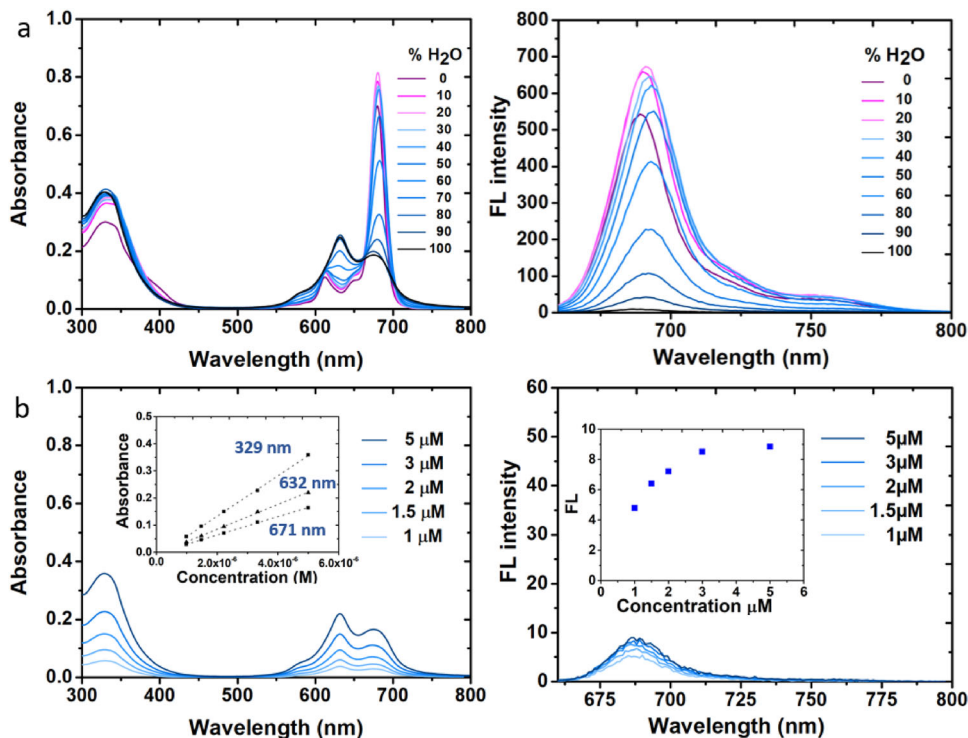 a
Absorbance
1.0
0.8
0.6
0.4
0.2
0.0
300 400 500 600 700 800
Wavelength (nm)
% H2O
0
10
20
30
40
50
60
70
80
90
100
FL intensity
800
700
600
500
400
300
200
100
0
700 750 800
Wavelength (nm)
% H2O
0
10
20
30
40
50
60
80
90
100
b
Absorbance
1.0
0.8
0.6
0.4
0.2
0.0
300 400 500 600 700 800
Wavelength (nm)
Absorbance
0.5
0.4
0.3
0.2
0.1
0.0
329 nm
632 nm
671 nm
0.0 2.0x10-6 4.0x10-6 6.0x10-6
Concentration (M)
5 μM
3 μM
2 μM
1.5 μM
1 μM
FL intensity
60
50
40
30
20
10
0
675 700 725 750 775 800
Wavelength (nm)
FL
10
8
6
4
2
0
0 1 2 3 4 5 6
Concentration μM
5μM
3μM
2μM
1.5μM
1μM